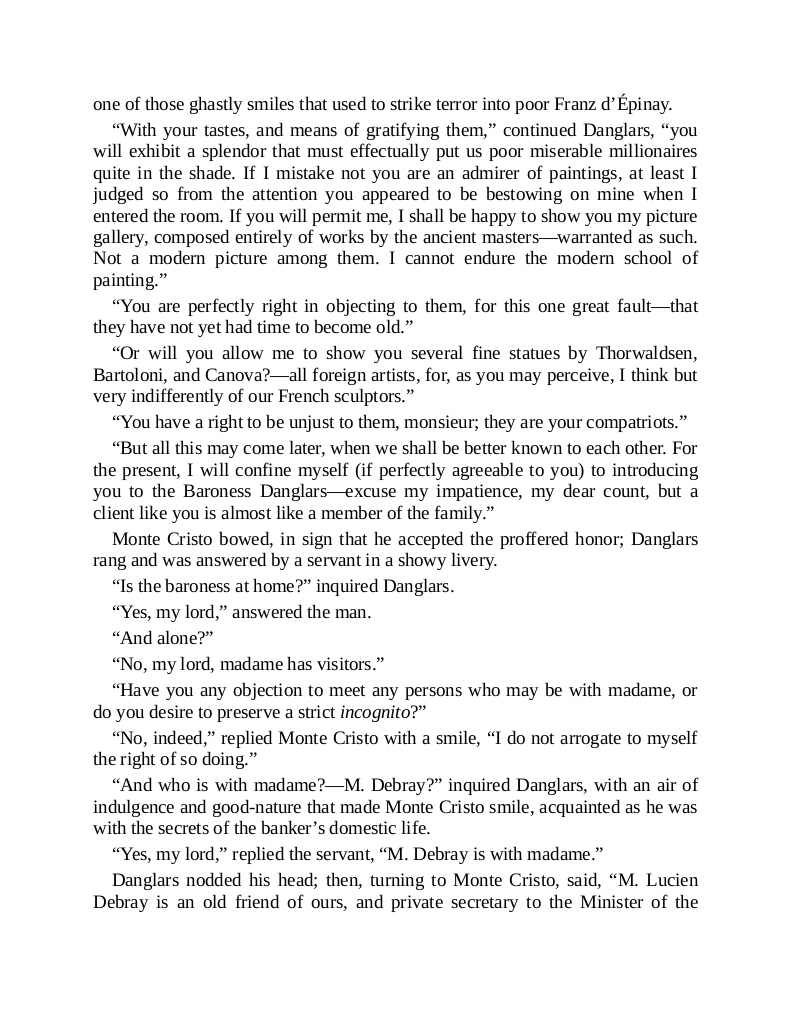 one of those ghastly smiles that used to strike terror into poor Franz d’Épinay.
“With your tastes, and means of gratifying them,” continued Danglars, “you
will exhibit a splendor that must effectually put us poor miserable millionaires
quite in the shade. If I mistake not you are an admirer of paintings, at least I
judged so from the attention you appeared to be bestowing on mine when I
entered the room. If you will permit me, I shall be happy to show you my picture
gallery, composed entirely of works by the ancient masters—warranted as such.
Not a modern picture among them. I cannot endure the modern school of
painting.”
“You are perfectly right in objecting to them, for this one great fault—that
they have not yet had time to become old.”
“Or will you allow me to show you several fine statues by Thorwaldsen,
Bartoloni, and Canova?—all foreign artists, for, as you may perceive, I think but
very indifferently of our French sculptors.”
“You have a right to be unjust to them, monsieur; they are your compatriots.”
“But all this may come later, when we shall be better known to each other. For
the present, I will confine myself (if perfectly agreeable to you) to introducing
you to the Baroness Danglars—excuse my impatience, my dear count, but a
client like you is almost like a member of the family.”
Monte Cristo bowed, in sign that he accepted the proffered honor; Danglars
rang and was answered by a servant in a showy livery.
“Is the baroness at home?” inquired Danglars.
“Yes, my lord,” answered the man.
“And alone?”
“No, my lord, madame has visitors.”
“Have you any objection to meet any persons who may be with madame, or
do you desire to preserve a strict incognito?”
“No, indeed,” replied Monte Cristo with a smile, “I do not arrogate to myself
the right of so doing.”
“And who is with madame?—M. Debray?” inquired Danglars, with an air of
indulgence and good-nature that made Monte Cristo smile, acquainted as he was
with the secrets of the banker’s domestic life.
“Yes, my lord,” replied the servant, “M. Debray is with madame.”
Danglars nodded his head; then, turning to Monte Cristo, said, “M. Lucien
Debray is an old friend of ours, and private secretary to the Minister of the